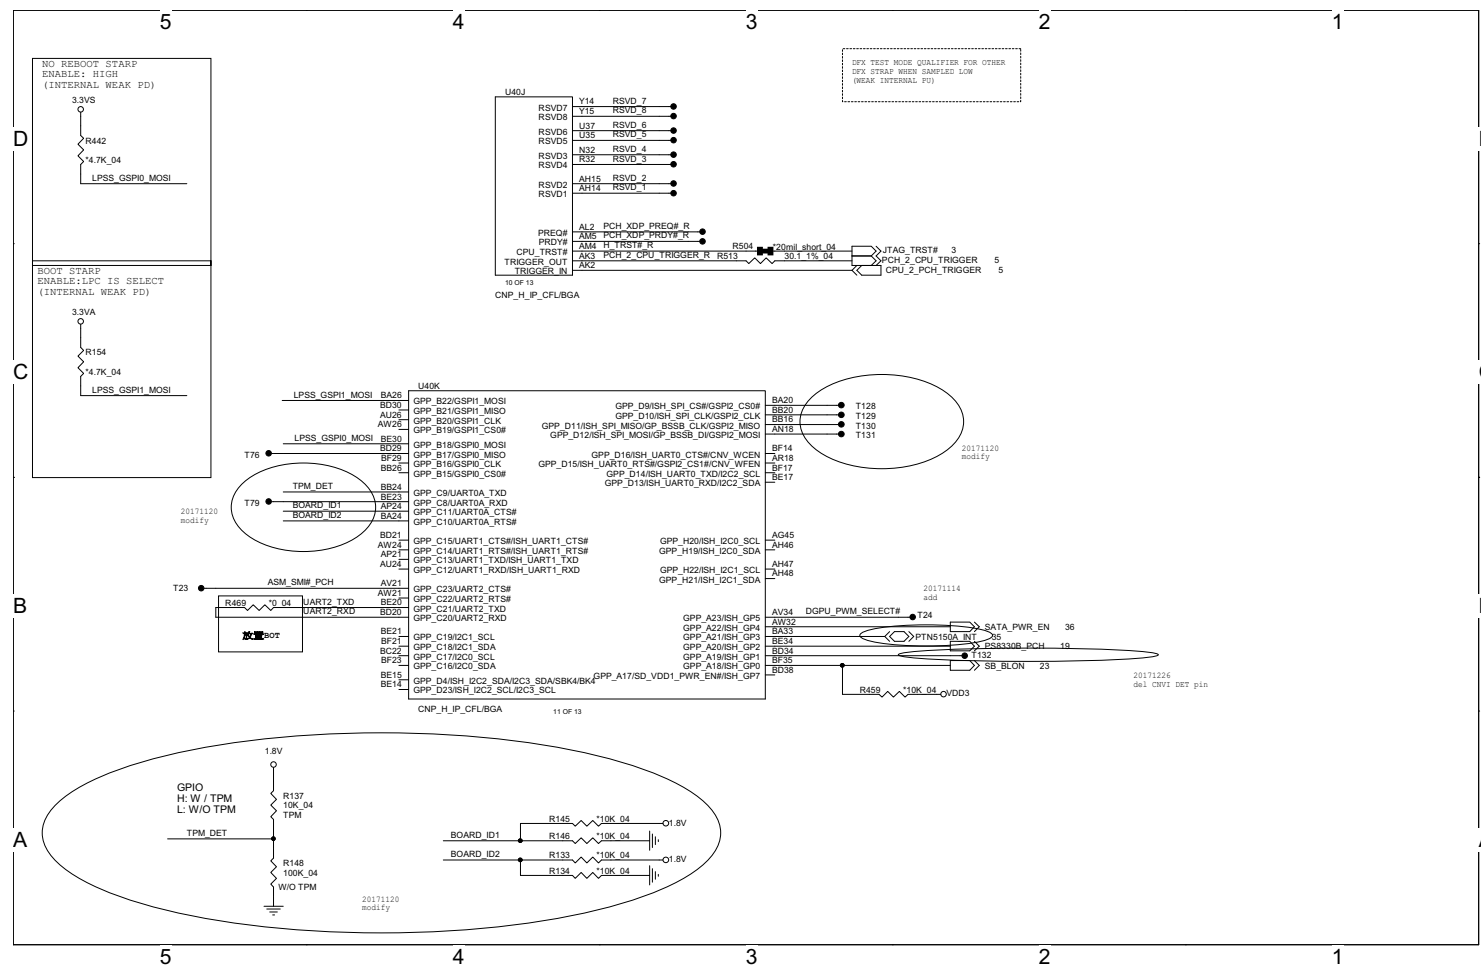 5 4 3 2 1
D
C
B
A
NO REBOOT STARP
ENABLE: HIGH
(INTERNAL WEAK PD)
3.3VS
R442
*4.7K_04
LPSS_GSPI0_MOSI
BOOT STARP
ENABLE:LPC IS SELECT
(INTERNAL WEAK PD)
3.3VA
R154
*4.7K_04
LPSS_GSPI1_MOSI
DFX TEST MODE QUALIFIER FOR OTHER
DFX STRAP WHEN SAMPLED LOW
(WEAK INTERNAL PU)
U40J
RSVD7 Y14 RSVD_7
RSVD8 Y15 RSVD_8
RSVD6 U37 RSVD_6
RSVD5 U35 RSVD_5
RSVD3 N32 RSVD_4
RSVD4 R32 RSVD_3
RSVD2 AH15 RSVD_2
RSVD1 AH14 RSVD_1
PREQ# AL2 PCH_XDP_PREQ#_R
PRDY# AM5 PCH_XDP_PRDY#_R
CPU_TRST# AM4 H_TRST#_R R504 *20mil_short_04 JTAG_TRST# 3
TRIGGER_OUT AK3 PCH_2_CPU_TRIGGER_R R513 30.1_1%_04 PCH_2_CPU_TRIGGER 5
TRIGGER_IN AK2 CPU_2_PCH_TRIGGER 5
10 OF 13
CNP_H_IP_CFL/BGA
U40K
LPSS_GSPI1_MOSI BA26 GPP_B22/GSPI1_MOSI
BD30 GPP_B21/GSPI1_MISO
AU26 GPP_B20/GSPI1_CLK
AW26 GPP_B19/GSPI1_CS0#
LPSS_GSPI0_MOSI BE30 GPP_B18/GSPI0_MOSI
T76 BD29 GPP_B17/GSPI0_MISO
BF29 GPP_B16/GSPI0_CLK
BB26 GPP_B15/GSPI0_CS0#
TPM_DET BB24 GPP_C9/UART0A_TXD
T79 BE23 GPP_C8/UART0A_RXD
BOARD_ID1 AP24 GPP_C11/UART0A_CTS#
BOARD_ID2 BA24 GPP_C10/UART0A_RTS#
20171120
modify
BD21 GPP_C15/UART1_CTS#/ISH_UART1_CTS#
AW24 GPP_C14/UART1_RTS#/ISH_UART1_RTS#
AP21 GPP_C13/UART1_TXD/ISH_UART1_TXD
AU24 GPP_C12/UART1_RXD/ISH_UART1_RXD
T23 ASM_SMI#_PCH AV21 GPP_C23/UART2_CTS#
AW21 GPP_C22/UART2_RTS#
R469 *0_04 UART2_TXD BE20 GPP_C21/UART2_TXD
UART2_RXD BD20 GPP_C20/UART2_RXD
放置BOT
BE21 GPP_C19/I2C1_SCL
BF21 GPP_C18/I2C1_SDA
BC22 GPP_C17/I2C0_SCL
BF23 GPP_C16/I2C0_SDA
BE15 GPP_D4/ISH_I2C2_SDA/I2C3_SDA/SBK4/BK4
BE14 GPP_D23/ISH_I2C2_SCL/I2C3_SCL
GPP_D9/ISH_SPI_CS#/GSPI2_CS0# BA20 T128
GPP_D10/ISH_SPI_CLK/GSPI2_CLK BB20 T129
GPP_D11/ISH_SPI_MISO/GP_BSSB_CLK/GSPI2_MISO BB16 T130
GPP_D12/ISH_SPI_MOSI/GP_BSSB_DI/GSPI2_MOSI AN18 T131
20171120
modify
GPP_D16/ISH_UART0_CTS#/CNV_WCEN BF14
GPP_D15/ISH_UART0_RTS#/GSPI2_CS1#/CNV_WFEN AR18
GPP_D14/ISH_UART0_TXD/I2C2_SCL BF17
GPP_D13/ISH_UART0_RXD/I2C2_SDA BE17
GPP_H20/ISH_I2C0_SCL AG45
GPP_H19/ISH_I2C0_SDA AH46
GPP_H22/ISH_I2C1_SCL AH47
GPP_H21/ISH_I2C1_SDA AH48
20171114
add
GPP_A23/ISH_GP5 AV34 DGPU_PWM_SELECT# T24
GPP_A22/ISH_GP4 AW32 SATA_PWR_EN 36
GPP_A21/ISH_GP3 BA33 PTN5150A_INT 35
GPP_A20/ISH_GP2 BE34 PS8330B_PCH 19
GPP_A19/ISH_GP1 BD34 T132
GPP_A18/ISH_GP0 BF35 SB_BLON 23
GPP_A17/SD_VDD1_PWR_EN#/ISH_GP7 BD38
R459 *10K_04 VDD3
20171226
del CNVI DET pin
CNP_H_IP_CFL/BGA
11 OF 13
1.8V
GPIO
H: W / TPM
L: W/O TPM
R137
10K_04
TPM
TPM_DET
R148
100K_04
W/O TPM
20171120
modify
R145 *10K_04 1.8V
BOARD_ID1
R146 *10K_04
R133 *10K_04 1.8V
BOARD_ID2
R134 *10K_04
5 4 3 2 1